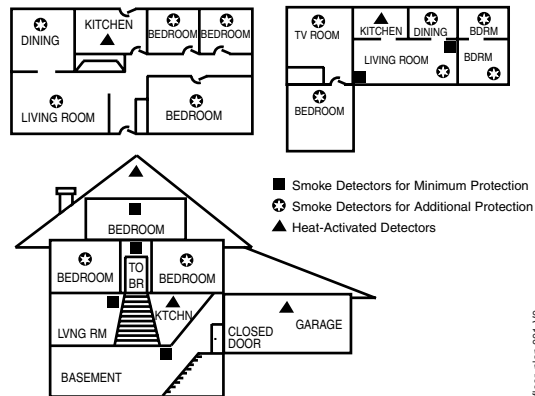 DINING
KITCHEN
BEDROOM
BEDROOM
LIVING ROOM
BEDROOM
TV ROOM
KITCHEN
DINING
BDRM
LIVING ROOM
BDRM
BEDROOM
Smoke Detectors for Minimum Protection
Smoke Detectors for Additional Protection
Heat-Activated Detectors
BEDROOM
BEDROOM
TO
BR
BEDROOM
LVNG RM
KTCHN
CLOSED
DOOR
GARAGE
BASEMENT